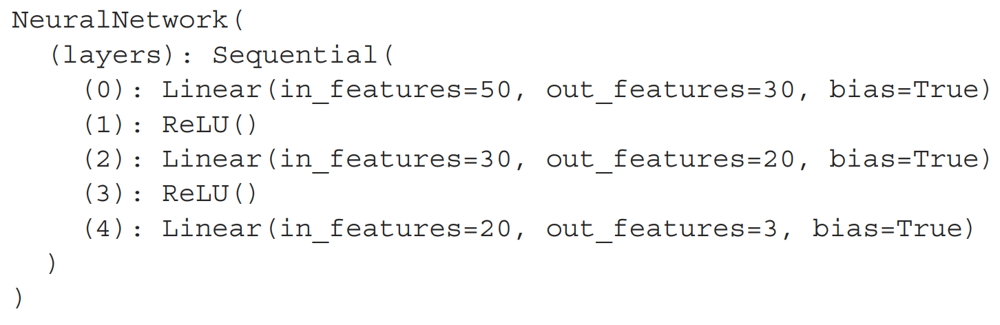 NeuralNetwork(
  (layers): Sequential(
    (0): Linear(in_features=50, out_features=30, bias=True)
    (1): ReLU()
    (2): Linear(in_features=30, out_features=20, bias=True)
    (3): ReLU()
    (4): Linear(in_features=20, out_features=3, bias=True)
  )
)